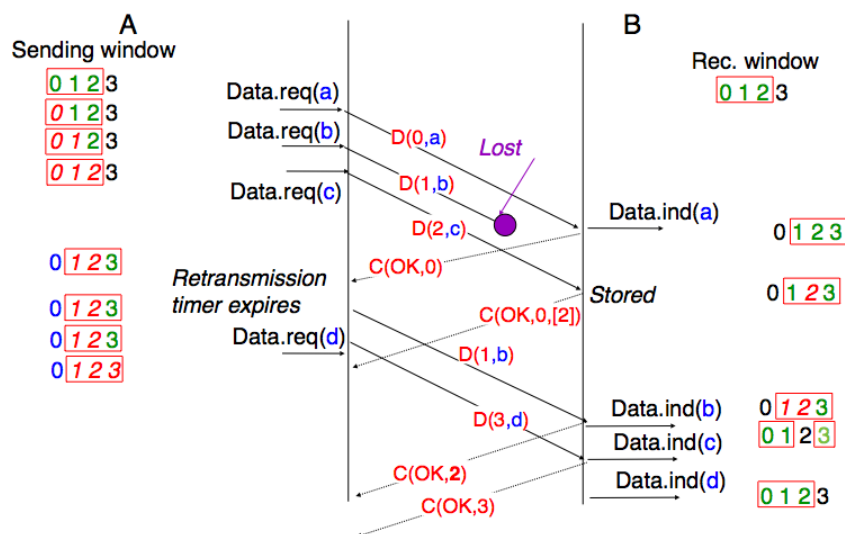 A
B
Sending window
Rec. window
0 1 2 3
0 1 2 3
0 1 2 3
0 1 2 3
0 1 2 3
Data.req(a)
Data.req(b)
Data.req(c)
D(0,a)
Lost
D(1,b)
D(2,c)
Data.ind(a)
0 1 2 3
C(OK,0)
0 1 2 3
Retransmission
timer expires
Stored
0 1 2 3
C(OK,0,[2])
0 1 2 3
0 1 2 3
0 1 2 3
Data.req(d)
D(1,b)
D(3,d)
Data.ind(b)
0 1 2 3
Data.ind(c)
0 1 2 3
C(OK,2)
Data.ind(d)
0 1 2 3
C(OK,3)